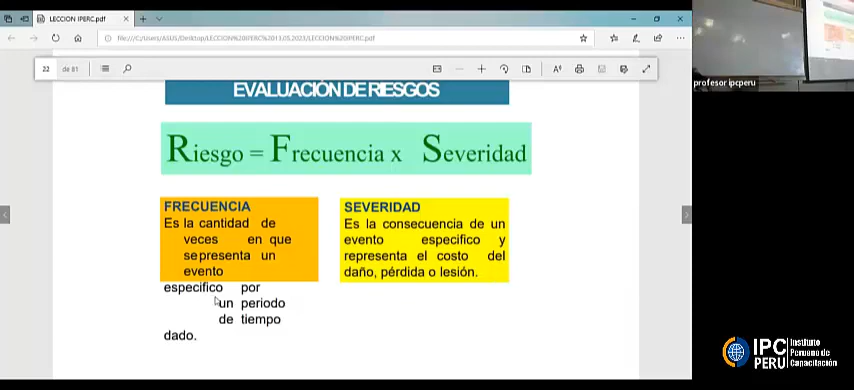 LECCION IPERC.pdf
file:///C:/Users/ASUS/Desktop/LECCION%20IPERC%2013.05.2023/LECCION%20IPERC.pdf
22 de 81
EVALUACIÓN DE RIESGOS
Riesgo = Frecuencia x Severidad
FRECUENCIA
Es la cantidad de
veces en que
se presenta un
evento
especifico por
un periodo
de tiempo
dado.
SEVERIDAD
Es la consecuencia de un
evento especifico y
representa el costo del
daño, pérdida o lesión.
profesor ipcperu
IPC
PERU
Instituto
Peruano de
Capacitación